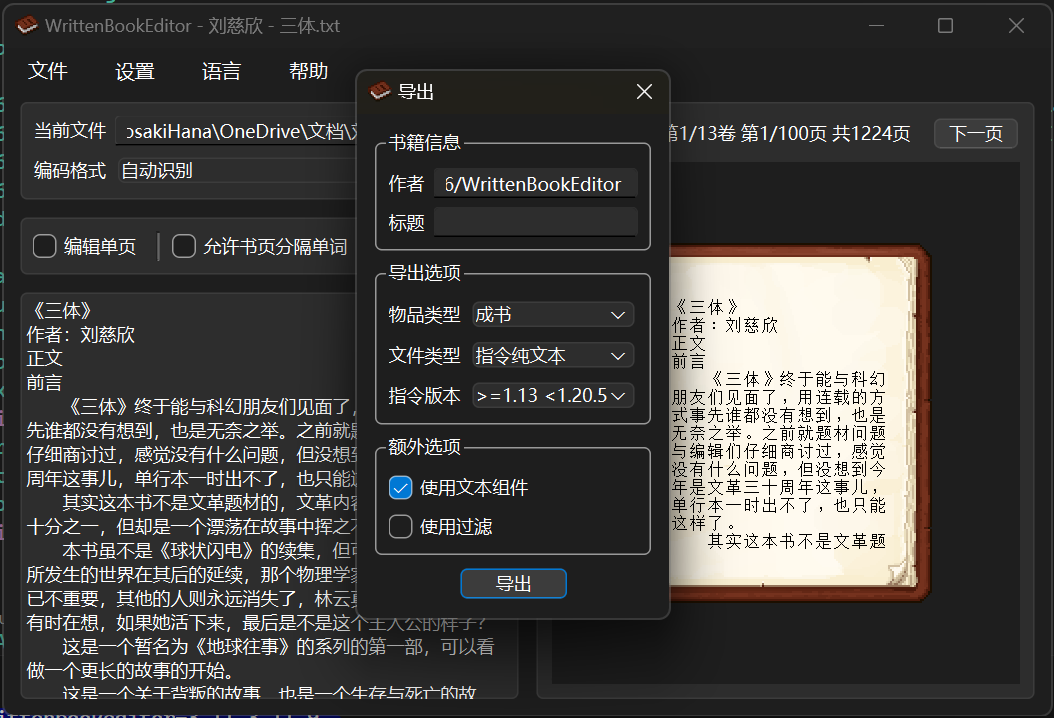 WrittenBookEditor - 刘慈欣 - 三体.txt
文件 设置 语言 帮助
当前文件 osakiHana\OneDrive\文档\
编码格式 自动识别
编辑单页 允许书页分隔单词
《三体》
作者：刘慈欣
正文
前言
《三体》终于能与科幻朋友们见面了，
先谁都没有想到，也是无奈之举。之前就
仔细商讨过，感觉没有什么问题，但没想
周年这事儿，单行本一时出不了，也只能
其实这本书不是文革题材的，文革内容
十分之一，但却是一个漂荡在故事中挥之
本书虽不是《球状闪电》的续集，但
所发生的世界在其后的延续，那个物理学
已不重要，其他的人则永远消失了，林云
有时在想，如果她活下来，最后是不是这个主人公的样子？
这是一个暂名为《地球往事》的系列的第一部，可以看
做一个更长的故事的开始。
这是一个关于背叛的故事，也是一个生存与死亡的故
导出
书籍信息
作者 6/WrittenBookEditor
标题
导出选项
物品类型 成书
文件类型 指令纯文本
指令版本 >=1.13 <1.20.5
额外选项
使用文本组件
使用过滤
导出
第1/13卷 第1/100页 共1224页 下一页
《三体》
作者：刘慈欣
正文
前言
《三体》终于能与科幻
朋友们见面了，用连载的方
式事先谁都没有想到，也是
无奈之举。之前就题材问题
与编辑们仔细商讨过，感觉
没有什么问题，但没想到今
年是文革三十周年这事儿，
单行本一时出不了，也只能
这样了。
其实这本书不是文革题